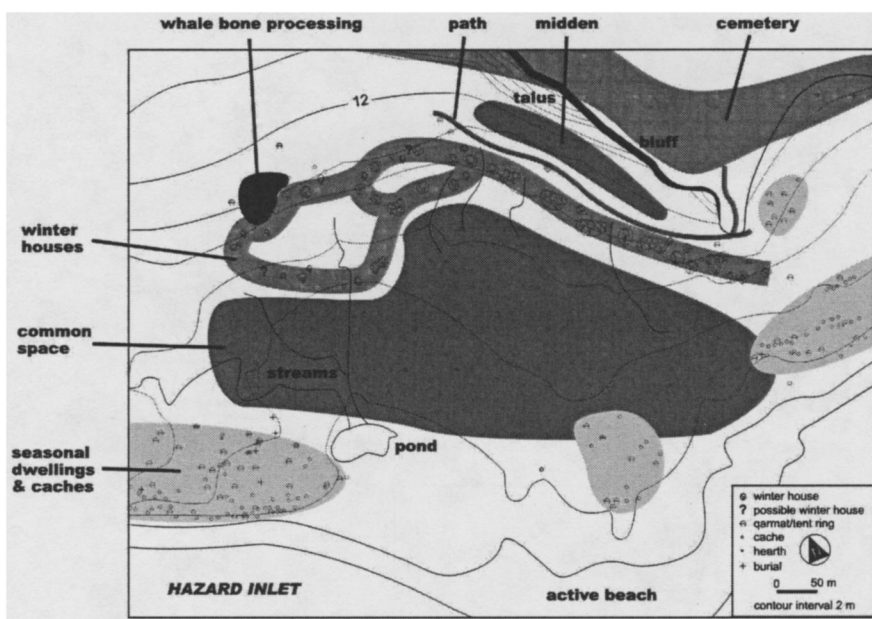 whale bone processing
path
midden
cemetery
12
talus
bluff
winter
houses
common
space
streams
seasonal
dwellings
& caches
pond
HAZARD INLET
active beach
winter house
? possible winter house
qarmat/tent ring
cache
hearth
+ burial
0 50 m
contour interval 2 m